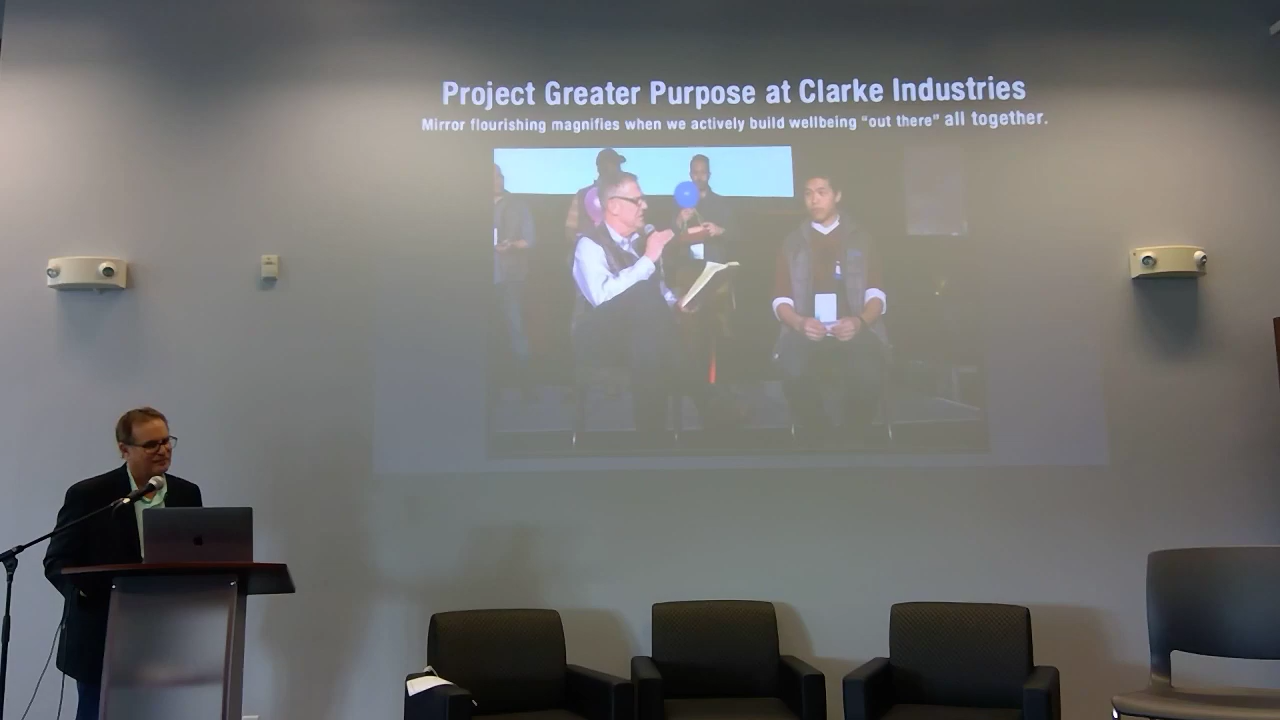 Project Greater Purpose at Clarke Industries
Mirror flourishing magnifies when we actively build wellbeing "out there" all together.